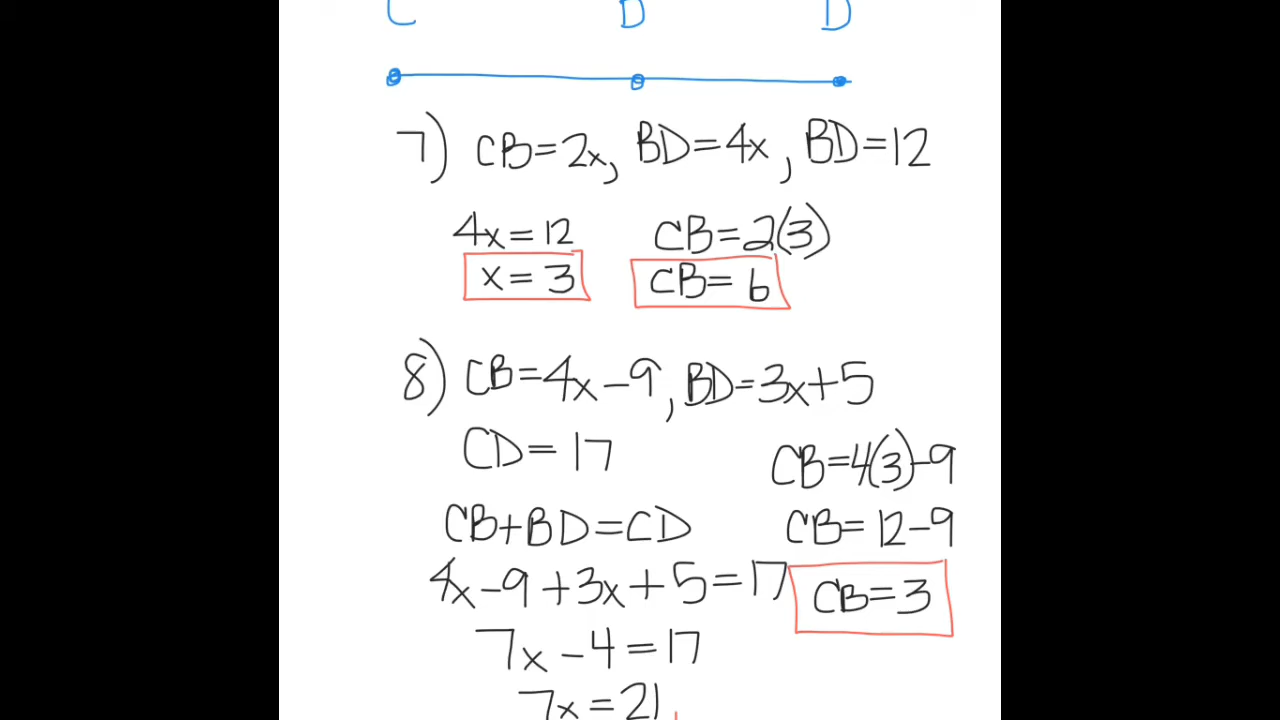 C B D
7) CB=2x, BD=4x, BD=12
4x=12 CB=2(3)
x=3 CB=6
8) CB=4x-9, BD=3x+5
CD=17
CB=4(3)-9
CB+BD=CD CB=12-9
4x-9+3x+5=17 CB=3
7x-4=17
7x=21